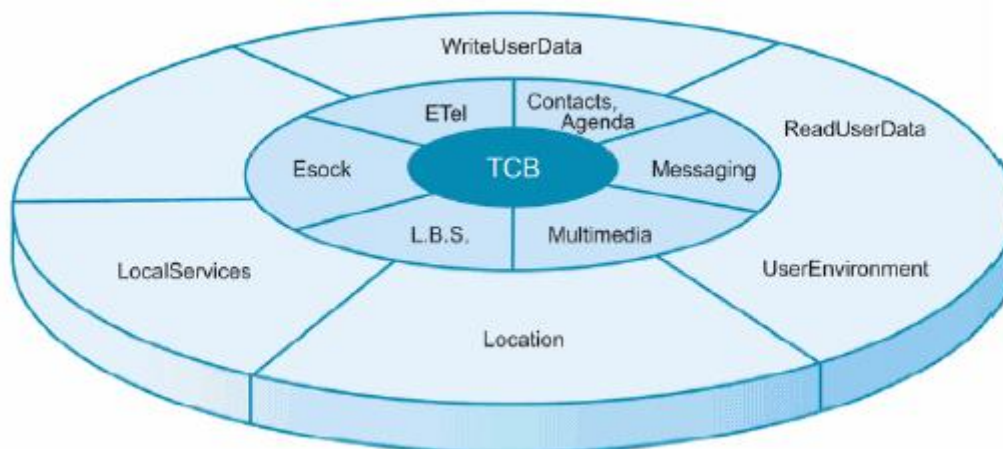 WriteUserData
ETel
Contacts,
Agenda
ReadUserData
Esock
TCB
Messaging
L.B.S.
Multimedia
LocalServices
UserEnvironment
Location